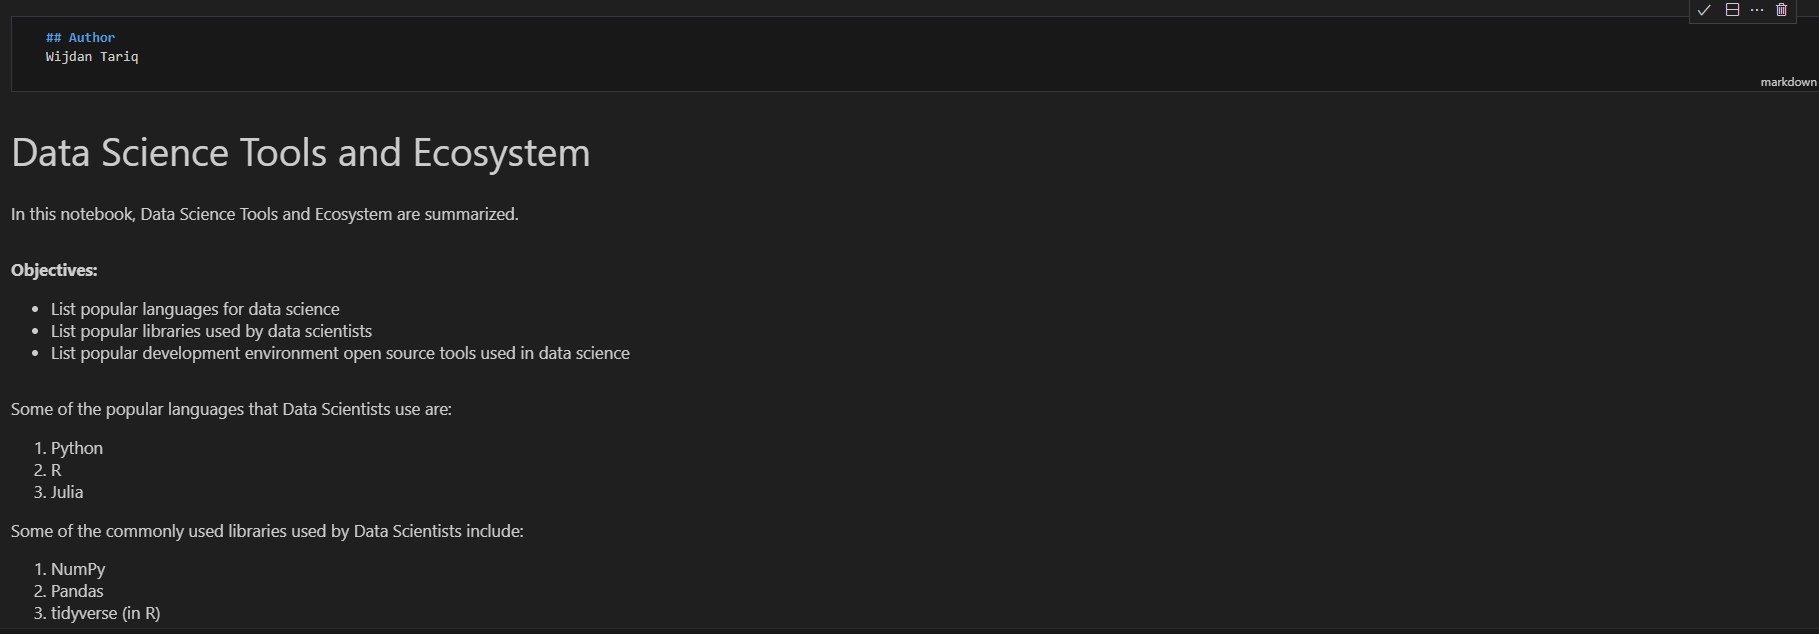 ## Author
Wijdan Tariq
markdown
Data Science Tools and Ecosystem
In this notebook, Data Science Tools and Ecosystem are summarized.
Objectives:
• List popular languages for data science
• List popular libraries used by data scientists
• List popular development environment open source tools used in data science
Some of the popular languages that Data Scientists use are:
1. Python
2. R
3. Julia
Some of the commonly used libraries used by Data Scientists include:
1. NumPy
2. Pandas
3. tidyverse (in R)